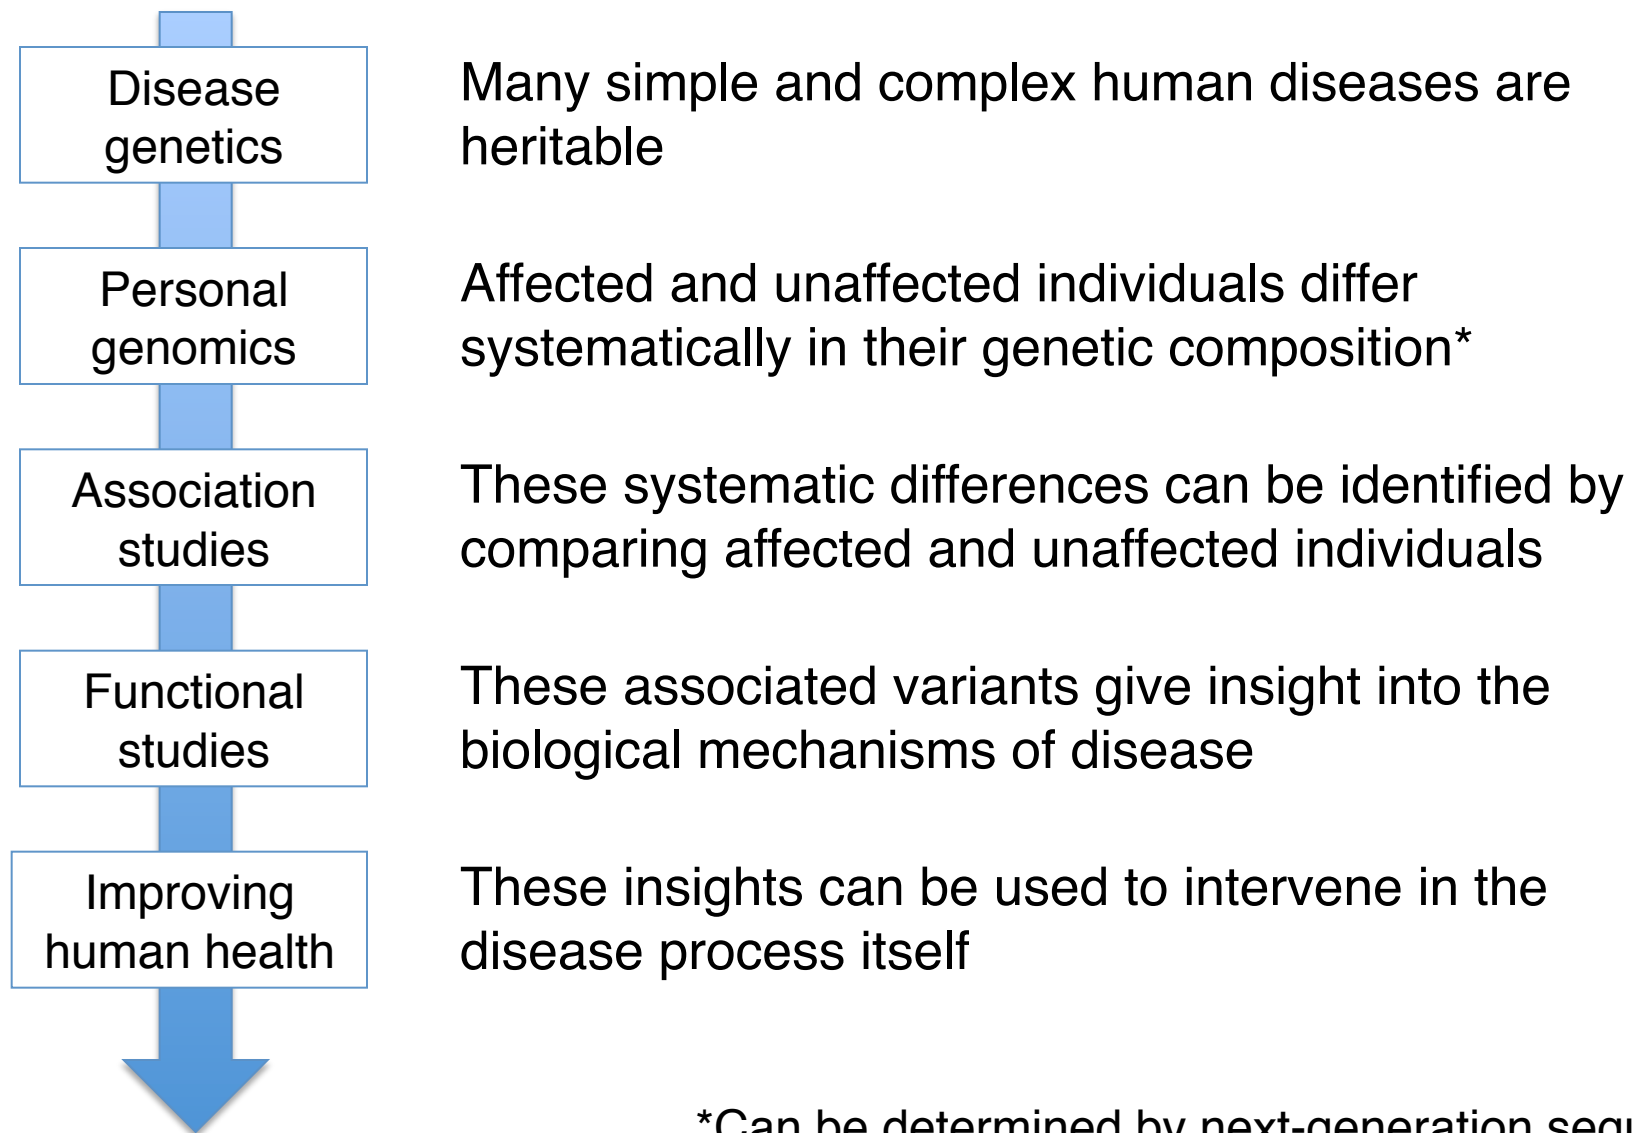 Disease
genetics
Many simple and complex human diseases are
heritable
Personal
genomics
Affected and unaffected individuals differ
systematically in their genetic composition*
Association
studies
These systematic differences can be identified by
comparing affected and unaffected individuals
Functional
studies
These associated variants give insight into the
biological mechanisms of disease
Improving
human health
These insights can be used to intervene in the
disease process itself
*Can be determined by next-generation